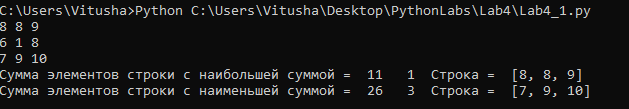 C:\Users\Vitusha>Python C:\Users\Vitusha\Desktop\PythonLabs\Lab4\Lab4_1.py
8 8 9
6 1 8
7 9 10
Сумма элементов строки с наибольшей суммой =  11   1  Строка =  [8, 8, 9]
Сумма элементов строки с наименьшей суммой =  26   3  Строка =  [7, 9, 10]